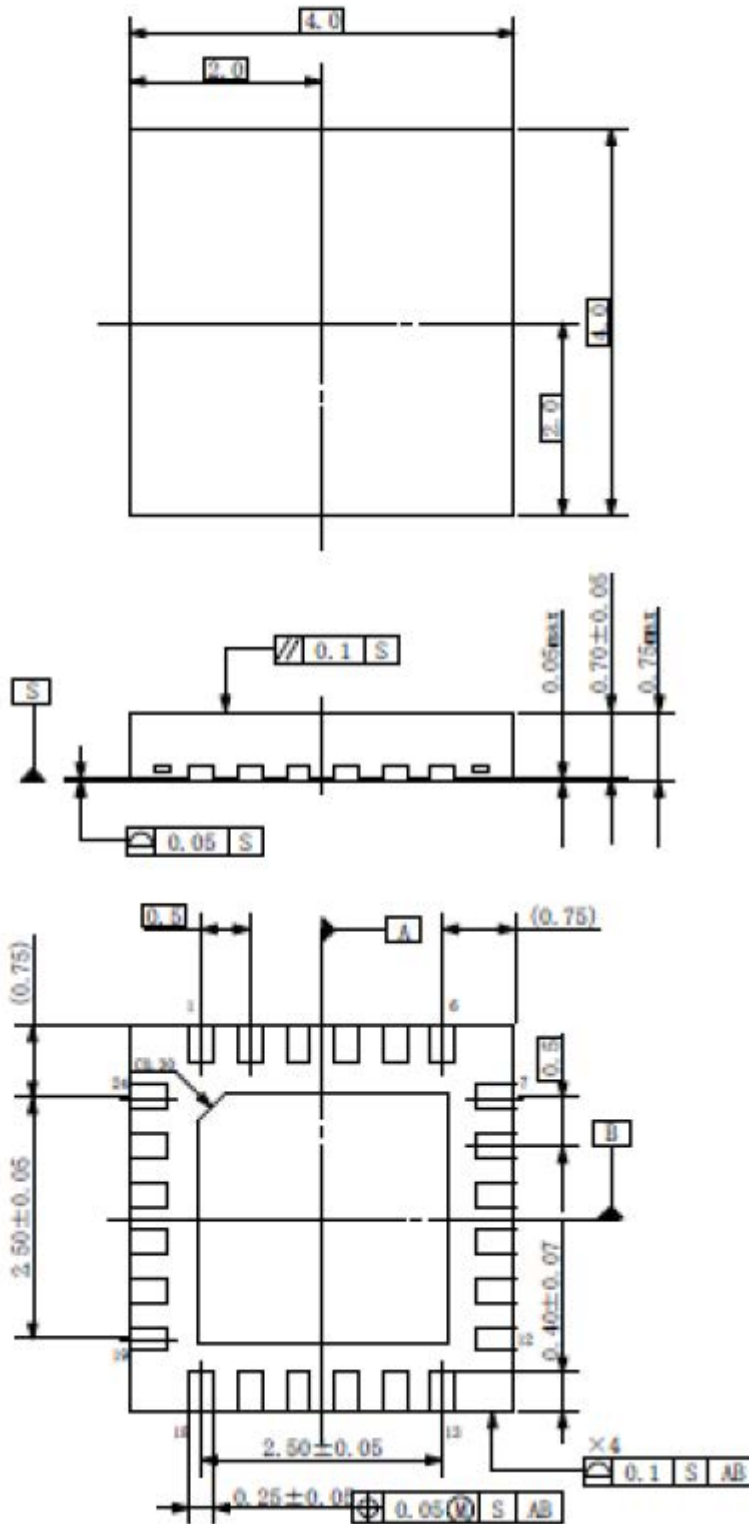 4.0
2.0
4.0
2.0
0.05max
0.70±0.05
0.75max
// 0.1 S
S
0.05 S
0.5
A
(0.75)
(0.75)
1
6
C0.30
24
7
0.5
B
2.50±0.05
0.40±0.07
19
12
18
13
2.50±0.05
×4
0.1 S AB
0.25±0.05
0.05 Ⓜ S AB